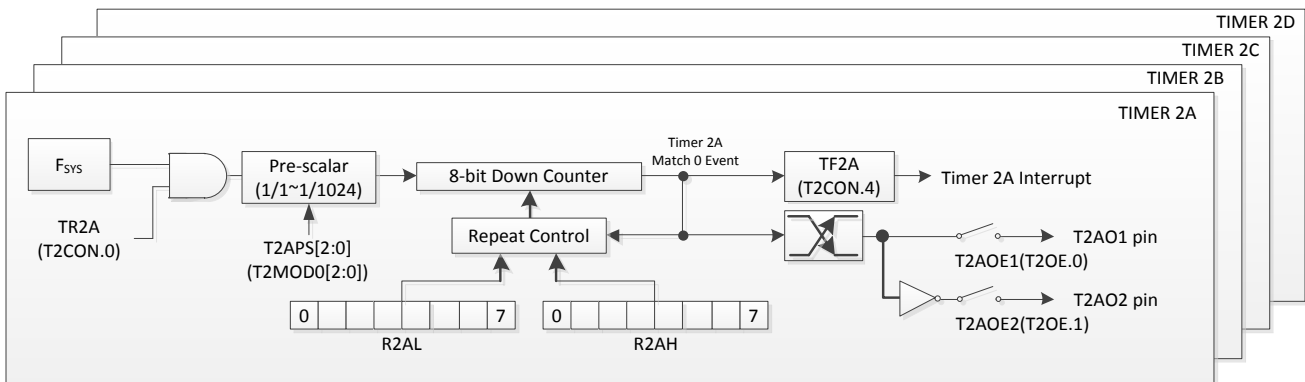 TIMER 2D
TIMER 2C
TIMER 2B
TIMER 2A
FSYS
TR2A
(T2CON.0)
Pre-scalar
(1/1~1/1024)
T2APS[2:0]
(T2MOD0[2:0])
8-bit Down Counter
Repeat Control
0 7
R2AL
0 7
R2AH
Timer 2A
Match 0 Event
TF2A
(T2CON.4)
Timer 2A Interrupt
T2AO1 pin
T2AOE1(T2OE.0)
T2AO2 pin
T2AOE2(T2OE.1)